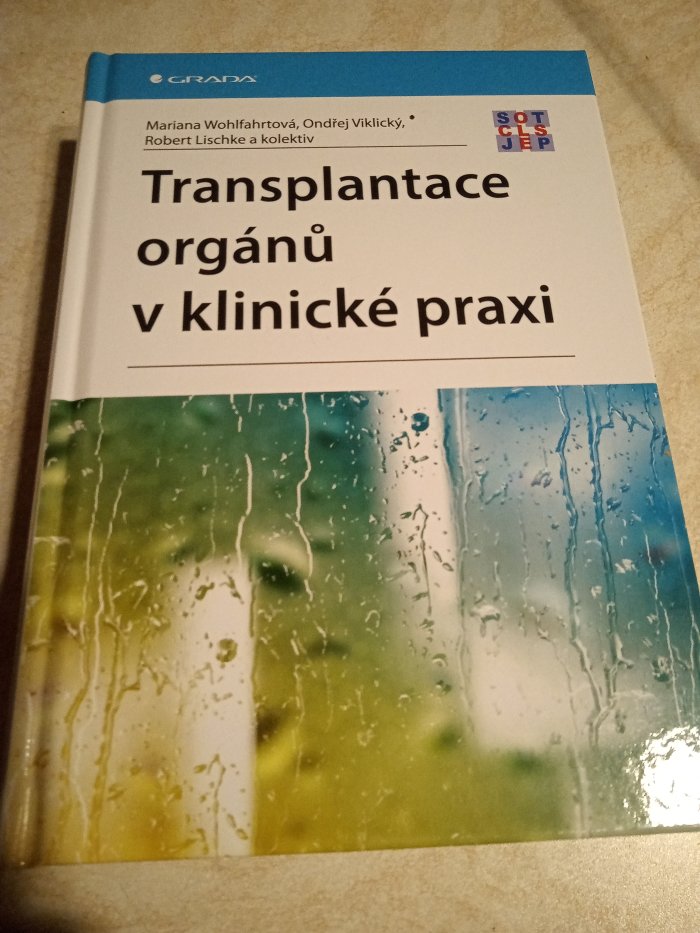 GRADA
Mariana Wohlfahrtová, Ondřej Viklický,
Robert Lischke a kolektiv
SOT
CLS
JEP
Transplantace
orgánů
v klinické praxi